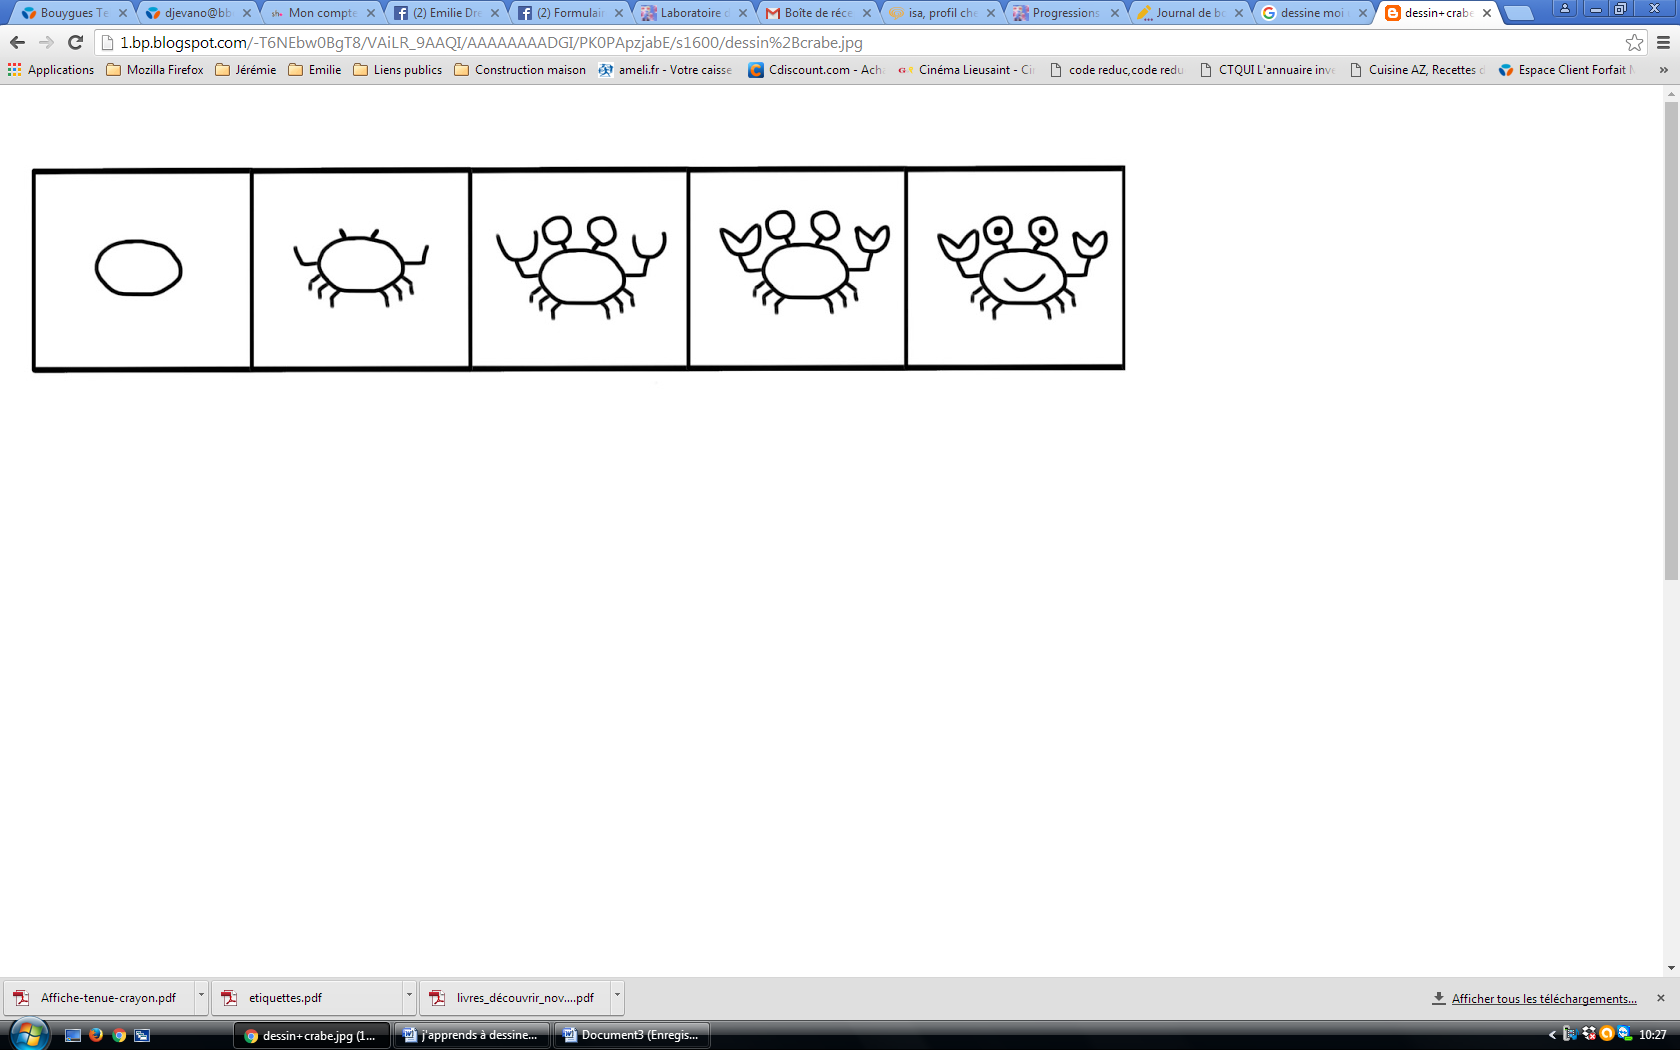 Bouygues Te djevano@bb Mon compte (2) Emilie Dre (2) Formulair Laboratoire d Boîte de réce isa, profil che Progressions Journal de bo dessine moi dessin+crabe
1.bp.blogspot.com/-T6NEbw0BgT8/VAiLR_9AAQI/AAAAAAAADGI/PK0PApzjabE/s1600/dessin%2Bcrabe.jpg
Applications Mozilla Firefox Jérémie Emilie Liens publics Construction maison ameli.fr - Votre caisse Cdiscount.com - Ach Cinéma Lieusaint - Ci code reduc,code redu CTQUI L'annuaire inve Cuisine AZ, Recettes d Espace Client Forfait »
Affiche-tenue-crayon.pdf etiquettes.pdf livres_découvrir_nov....pdf Afficher tous les téléchargements...
dessin+crabe.jpg (1... j'apprends à dessine... Document3 (Enregis... 10:27